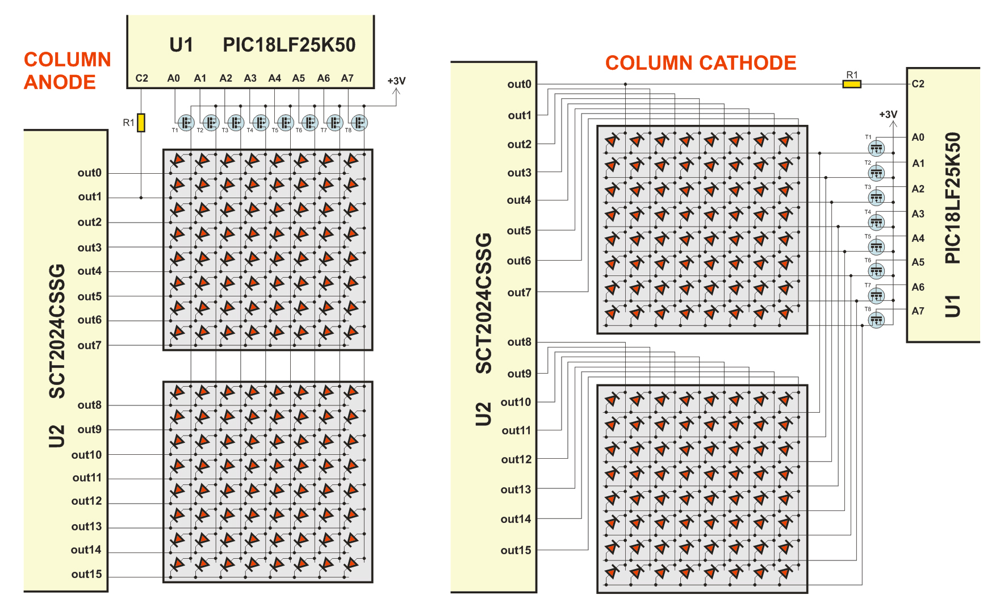 COLUMN
ANODE
U1 PIC18LF25K50
C2 A0 A1 A2 A3 A4 A5 A6 A7
+3V
R1
T1 T2 T3 T4 T5 T6 T7 T8
U2 SCT2024CSSG
out0
out1
out2
out3
out4
out5
out6
out7
out8
out9
out10
out11
out12
out13
out14
out15
COLUMN CATHODE
U2 SCT2024CSSG
out0
out1
out2
out3
out4
out5
out6
out7
out8
out9
out10
out11
out12
out13
out14
out15
R1
+3V
T1
T2
T3
T4
T5
T6
T7
T8
C2
A0
A1
A2
A3
A4
A5
A6
A7
U1 PIC18LF25K50